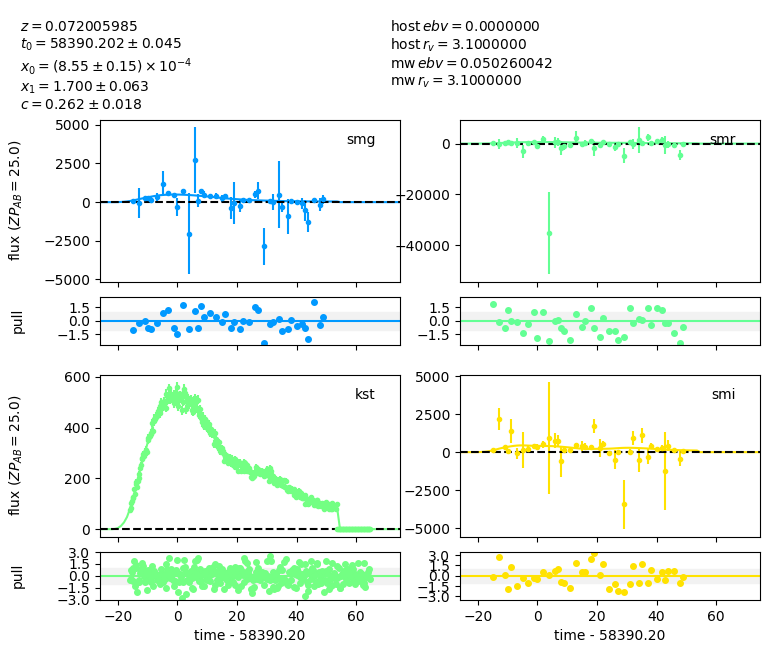 z = 0.072005985
t₀ = 58390.202 ± 0.045
x₀ = (8.55 ± 0.15) × 10⁻⁴
x₁ = 1.700 ± 0.063
c = 0.262 ± 0.018
host ebv = 0.0000000
host r_v = 3.1000000
mw ebv = 0.050260042
mw r_v = 3.1000000
smg
flux (ZP_AB = 25.0)
5000
2500
0
−2500
−5000
smr
0
−20000
−40000
pull
1.5
0.0
−1.5
1.5
0.0
−1.5
kst
flux (ZP_AB = 25.0)
600
400
200
0
smi
5000
2500
0
−2500
−5000
pull
3.0
1.5
0.0
−1.5
−3.0
3.0
1.5
0.0
−1.5
−3.0
−20 0 20 40 60
time - 58390.20
−20 0 20 40 60
time - 58390.20